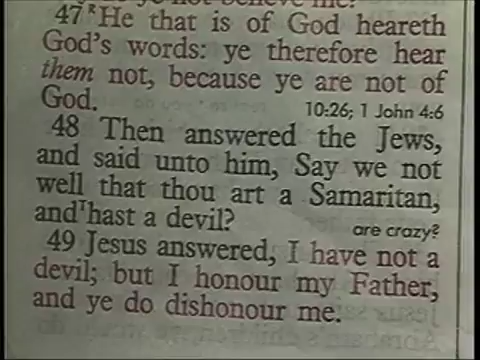 47 ᴿHe that is of God heareth
God's words: ye therefore hear
them not, because ye are not of
God. 10:26; 1 John 4:6
48 Then answered the Jews,
and said unto him, Say we not
well that thou art a Samaritan,
and ᵀhast a devil? are crazy?
49 Jesus answered, I have not a
devil; but I honour my Father,
and ye do dishonour me.